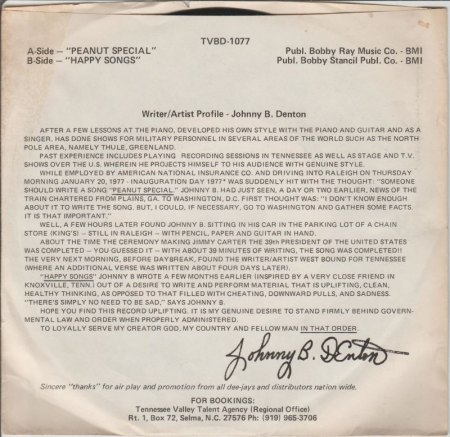 TVBD-1077
A-Side – "PEANUT SPECIAL" Publ. Bobby Ray Music Co. - BMI
B-Side – "HAPPY SONGS" Publ. Bobby Stancil Publ. Co. - BMI
Writer/Artist Profile - Johnny B. Denton
AFTER A FEW LESSONS AT THE PIANO, DEVELOPED HIS OWN STYLE WITH THE PIANO AND GUITAR AND AS A
SINGER. HAS DONE SHOWS FOR MILITARY PERSONNEL IN SEVERAL AREAS OF THE WORLD SUCH AS THE NORTH
POLE AREA, NAMELY THULE, GREENLAND.
PAST EXPERIENCE INCLUDES PLAYING RECORDING SESSIONS IN TENNESSEE AS WELL AS STAGE AND T.V.
SHOWS OVER THE U.S. WHEREIN HE PROJECTS HIMSELF TO HIS AUDIENCE WITH GENUINE STYLE.
WHILE EMPLOYED BY AMERICAN NATIONAL INSURANCE CO. AND DRIVING INTO RALEIGH ON THURSDAY
MORNING JANUARY 20, 1977 - INAUGURATION DAY 1977 WAS SUDDENLY HIT WITH THE THOUGHT: "SOMEONE
SHOULD WRITE A SONG "PEANUT SPECIAL." JOHNNY B. HAD JUST SEEN, A DAY OR TWO EARLIER, NEWS OF THE
TRAIN CHARTERED FROM PLAINS, GA. TO WASHINGTON, D.C. FIRST THOUGHT WAS: "I DON'T KNOW ENOUGH
ABOUT IT TO WRITE THE SONG. BUT, I COULD, IF NECESSARY, GO TO WASHINGTON AND GATHER SOME FACTS.
IT IS THAT IMPORTANT."
WELL, A FEW HOURS LATER FOUND JOHNNY B. SITTING IN HIS CAR IN THE PARKING LOT OF A CHAIN
STORE (KING'S) – STILL IN RALEIGH – WITH PENCIL, PAPER AND GUITAR IN HAND.
ABOUT THE TIME THE CEREMONY MAKING JIMMY CARTER THE 39th PRESIDENT OF THE UNITED STATES
WAS COMPLETED – YOU GUESSED IT – WITH ABOUT 39 MINUTES OF WRITING, THE SONG WAS COMPLETED!!
THE VERY NEXT MORNING, BEFORE DAYBREAK, FOUND THE WRITER/ARTIST WEST BOUND FOR TENNESSEE
(WHERE AN ADDITIONAL VERSE WAS WRITTEN ABOUT FOUR DAYS LATER).
"HAPPY SONGS" JOHNNY B WROTE A FEW MONTHS EARLIER (INSPIRED BY A VERY CLOSE FRIEND IN
KNOXVILLE, TENN.) OUT OF A DESIRE TO WRITE AND PERFORM MATERIAL THAT IS UPLIFTING, CLEAN,
HEALTHY THINKING, AS OPPOSED TO THAT FILLED WITH CHEATING, DOWNWARD PULLS, AND SADNESS.
"THERE'S SIMPLY NO NEED TO BE SAD," SAYS JOHNNY B.
HOPE YOU FIND THIS RECORD UPLIFTING. IT IS MY GENUINE DESIRE TO STAND FIRMLY BEHIND GOVERN-
MENTAL LAW AND ORDER WHEN PROPERLY ADMINISTERED.
TO LOYALLY SERVE MY CREATOR GOD, MY COUNTRY AND FELLOW MAN IN THAT ORDER.
Johnny B. DEnton
Sincere "thanks" for air play and promotion from all dee-jays and distributors nation wide.
FOR BOOKINGS:
Tennessee Valley Talent Agency (Regional Office)
Rt. 1, Box 72, Selma, N.C. 27576 Ph: (919) 965-3706